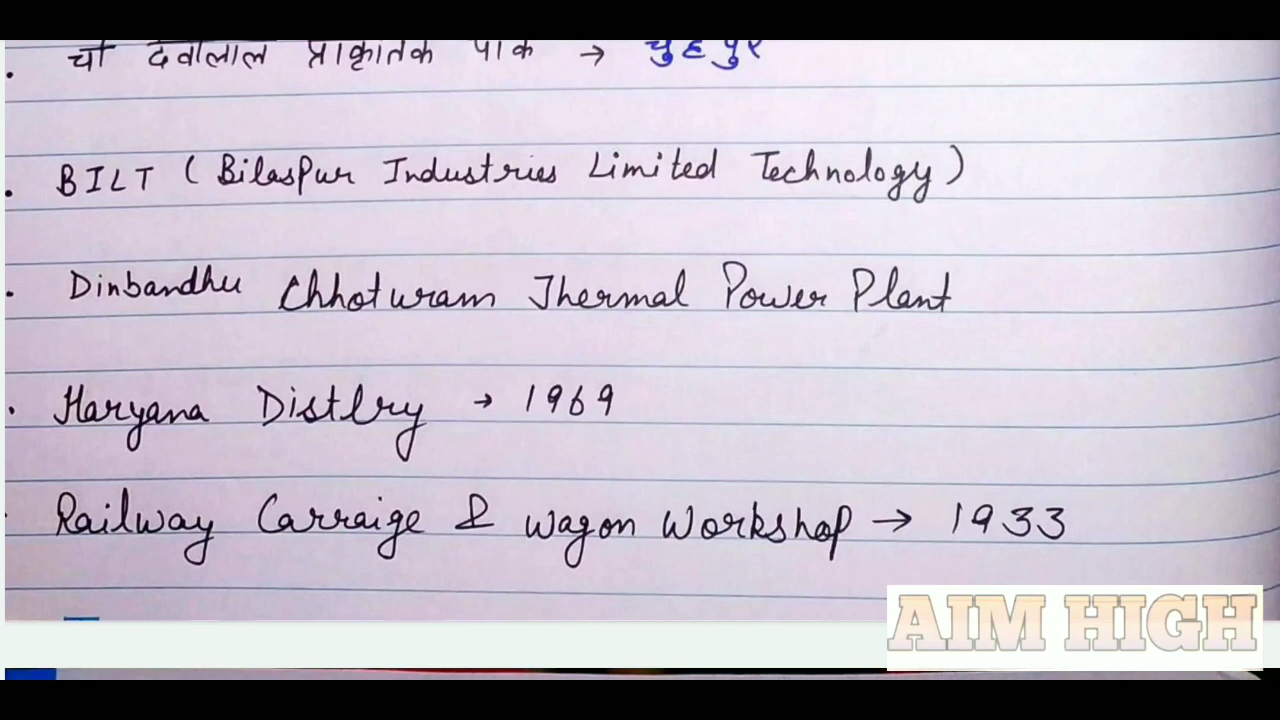 चौ देवीलाल प्राकृतिक पार्क → चुहड़पुर
BILT (Bilaspur Industries Limited Technology)
Dinbandhu Chhoturam Thermal Power Plant
Haryana Distlry → 1969
Railway Carraige & Wagon Workshop → 1933
AIM HIGH